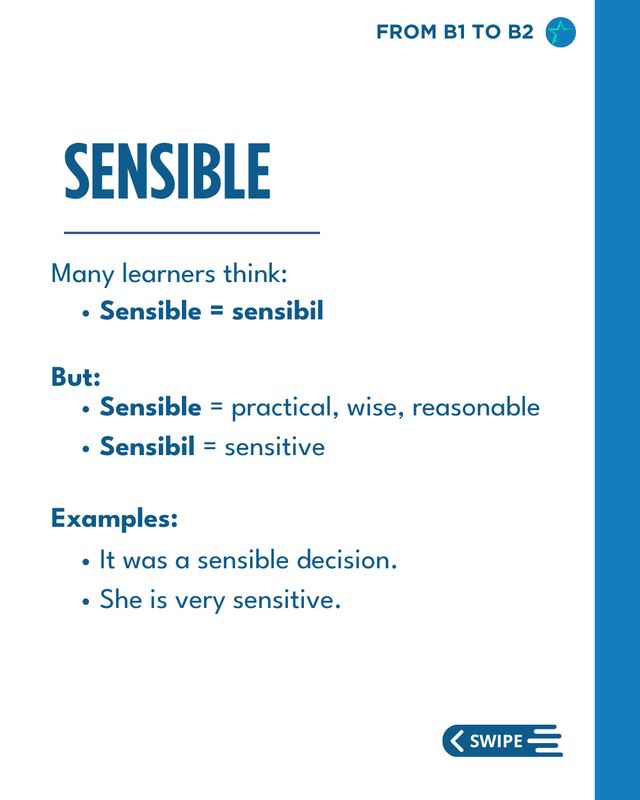 FROM B1 TO B2
SENSIBLE
Many learners think:
• Sensible = sensibil
But:
• Sensible = practical, wise, reasonable
• Sensibil = sensitive
Examples:
• It was a sensible decision.
• She is very sensitive.
SWIPE